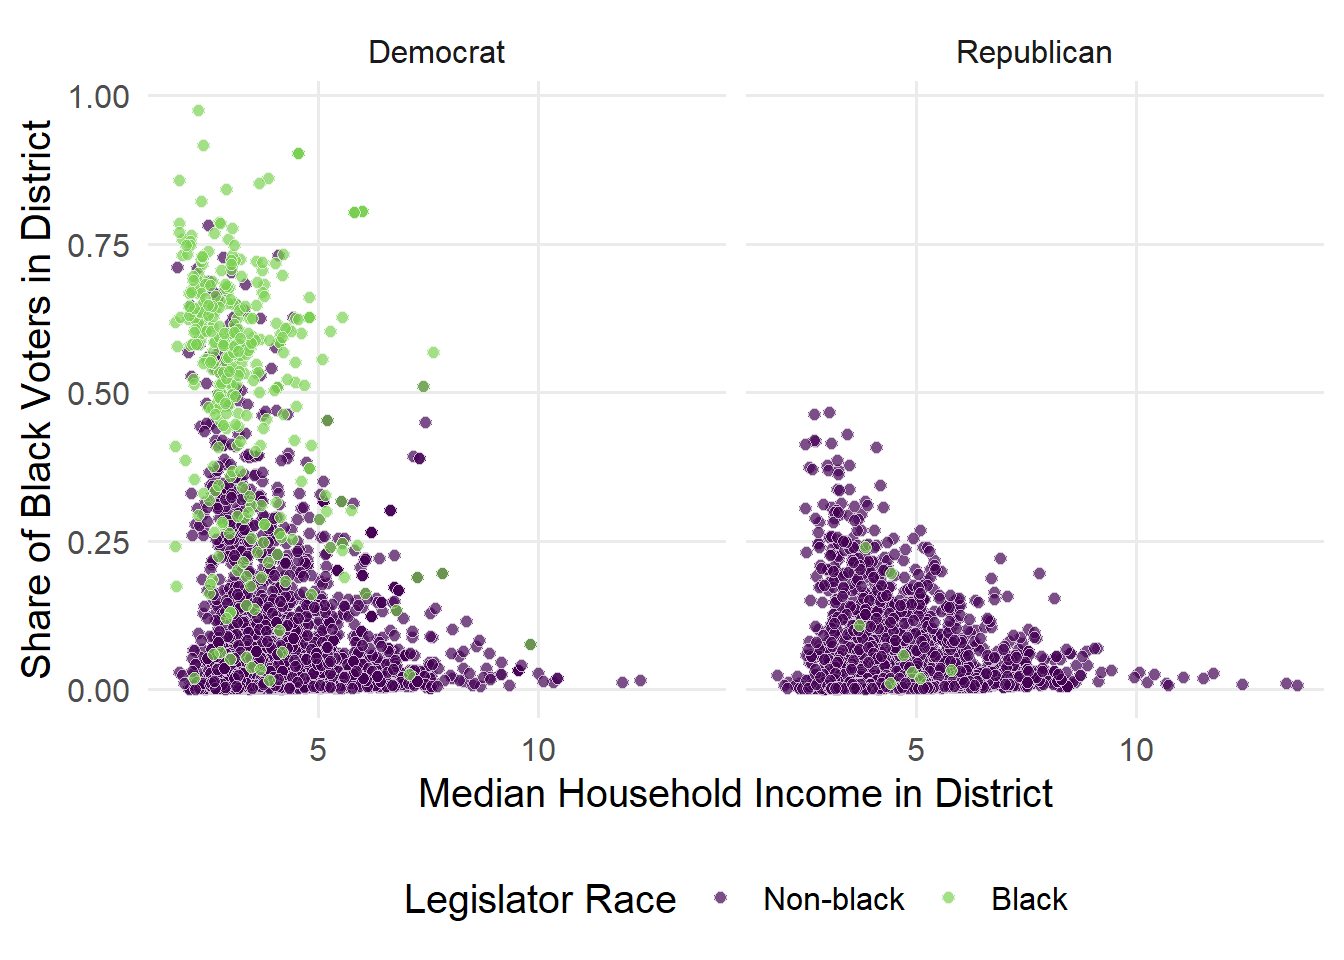 Democrat
Republican
Share of Black Voters in District
1.00
0.75
0.50
0.25
0.00
5
10
5
10
Median Household Income in District
Legislator Race
Non-black
Black